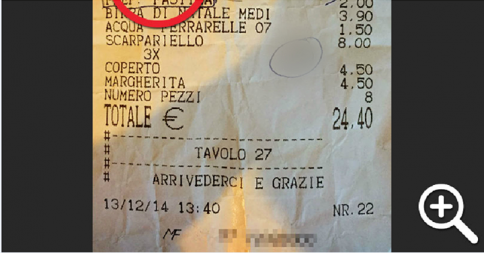 2.00
BIRRA DI NATALE MEDI 3.90
ACQUA FERRARELLE 07 1.50
SCARPARIELLO 8.00
3X
COPERTO 4.50
MARGHERITA 4.50
NUMERO PEZZI 8
TOTALE € 24,40
#--------------------
# TAVOLO 27
#--------------------
# ARRIVEDERCI E GRAZIE
13/12/14 13:40 NR.22
MF